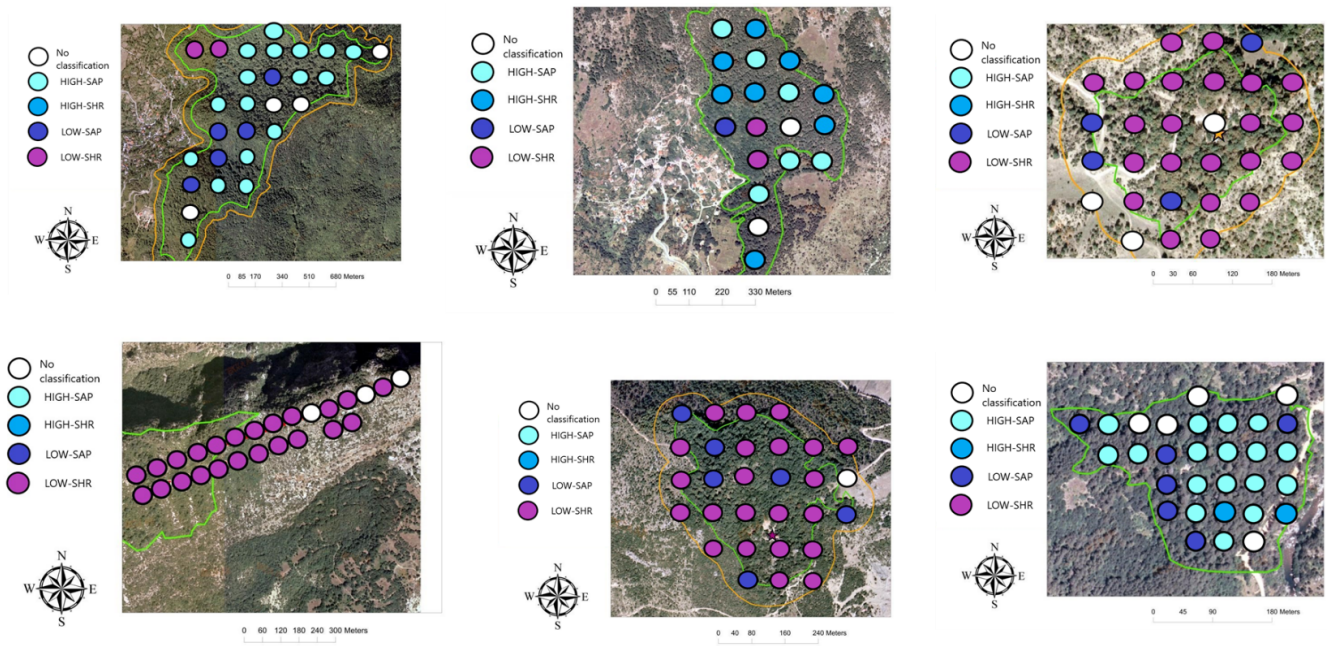 No
classification
HIGH-SAP
HIGH-SHR
LOW-SAP
LOW-SHR
N
W E
S
0 85 170 340 510 680 Meters
No
classification
HIGH-SAP
HIGH-SHR
LOW-SAP
LOW-SHR
N
W E
S
0 55 110 220 330 Meters
No
classification
HIGH-SAP
HIGH-SHR
LOW-SAP
LOW-SHR
N
W E
S
0 30 60 120 180 Meters
No
classification
HIGH-SAP
HIGH-SHR
LOW-SAP
LOW-SHR
N
W E
S
0 60 120 180 240 300 Meters
No
classification
HIGH-SAP
HIGH-SHR
LOW-SAP
LOW-SHR
N
W E
S
0 40 80 160 240 Meters
No
classification
HIGH-SAP
HIGH-SHR
LOW-SAP
LOW-SHR
N
W E
S
0 45 90 180 Meters